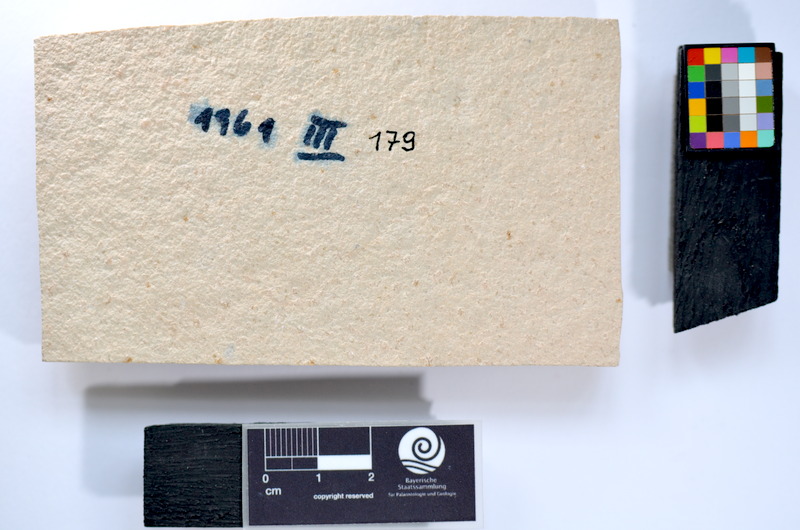 1961 III 179
0 1 2
cm
copyright reserved
Bayerische
Staatssammlung
für Paläontologie und Geologie